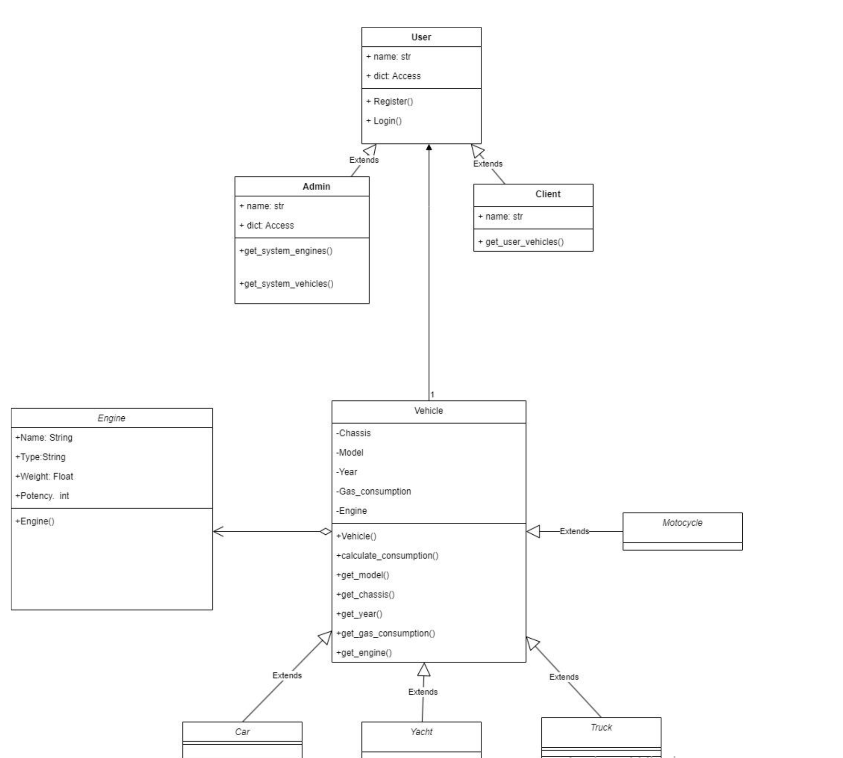 User
+ name: str
+ dict: Access
+ Register()
+ Login()
Extends
Extends
Admin
+ name: str
+ dict: Access
+get_system_engines()
+get_system_vehicles()
Client
+ name: str
+ get_user_vehicles()
1
Engine
+Name: String
+Type:String
+Weight: Float
+Potency. int
+Engine()
Vehicle
-Chassis
-Model
-Year
-Gas_consumption
-Engine
+Vehicle()
+calculate_consumption()
+get_model()
+get_chassis()
+get_year()
+get_gas_consumption()
+get_engine()
Extends
Motocycle
Extends
Extends
Extends
Car
Yacht
Truck